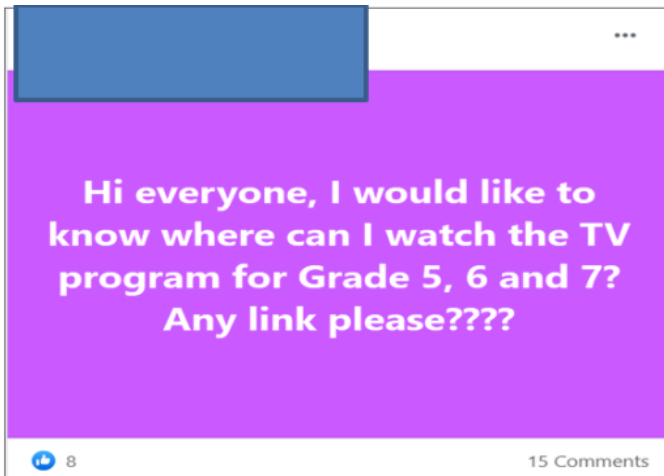 Hi everyone, I would like to
know where can I watch the TV
program for Grade 5, 6 and 7?
Any link please????
8
15 Comments